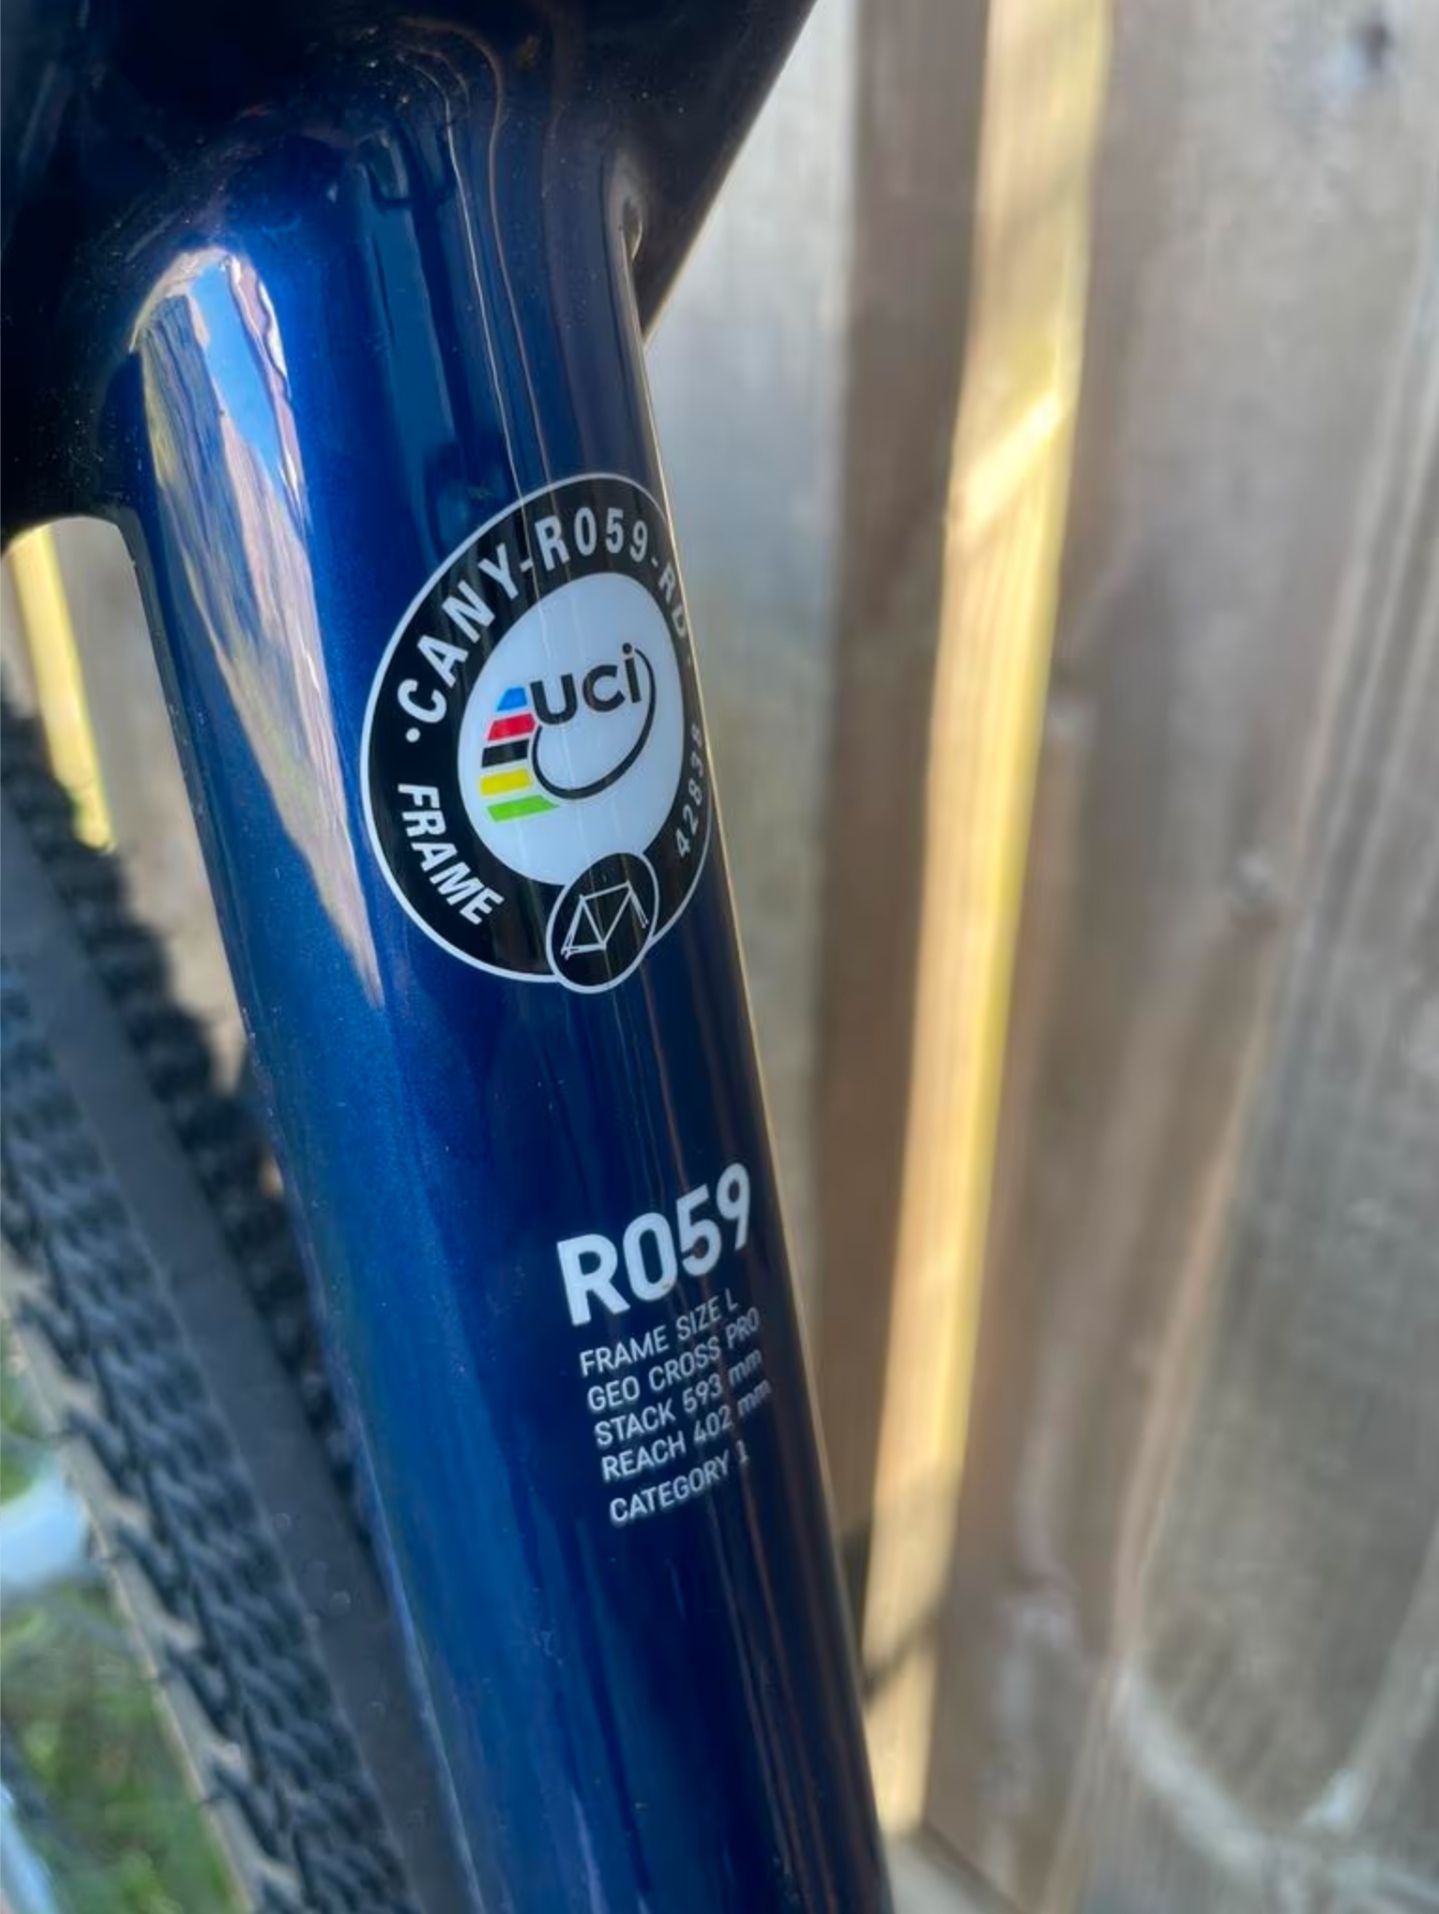 ·CANY-R059-RD·
UCi
FRAME
R059
FRAME SIZE L
GEO CROSS PRO
STACK 593 mm
REACH 402 mm
CATEGORY 1